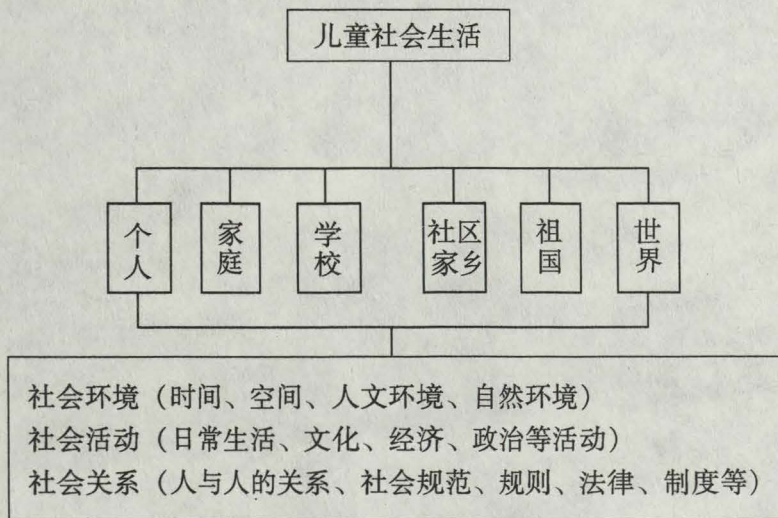 儿童社会生活
个人
家庭
学校
社区
家乡
祖国
世界
社会环境（时间、空间、人文环境、自然环境）
社会活动（日常生活、文化、经济、政治等活动）
社会关系（人与人的关系、社会规范、规则、法律、制度等）